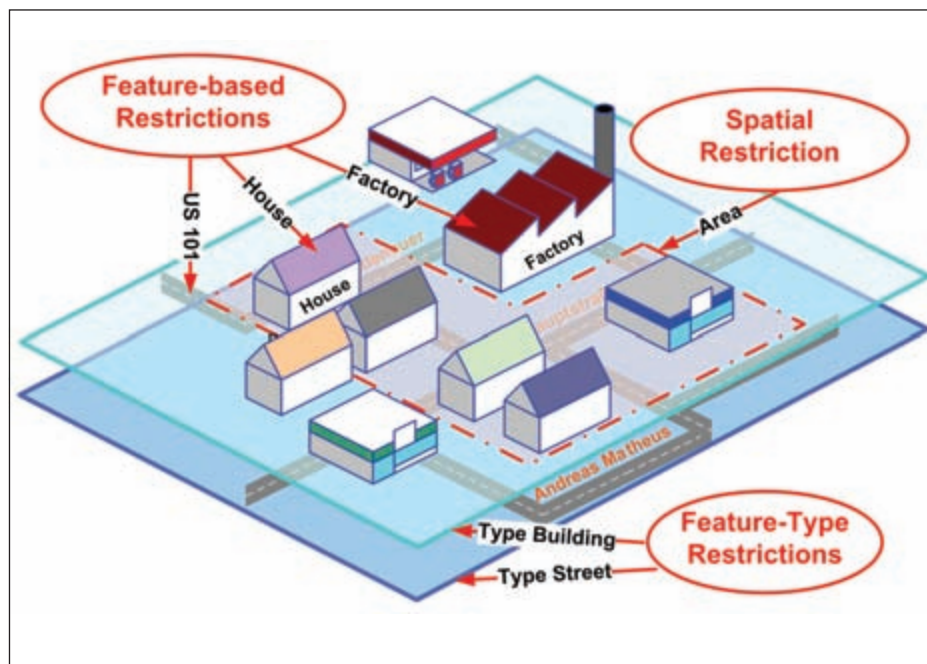 Feature-based
Restrictions
Spatial
Restriction
US 101
House
Factory
Area
Factory
House
Andreas Matheus
Type Building
Type Street
Feature-Type
Restrictions